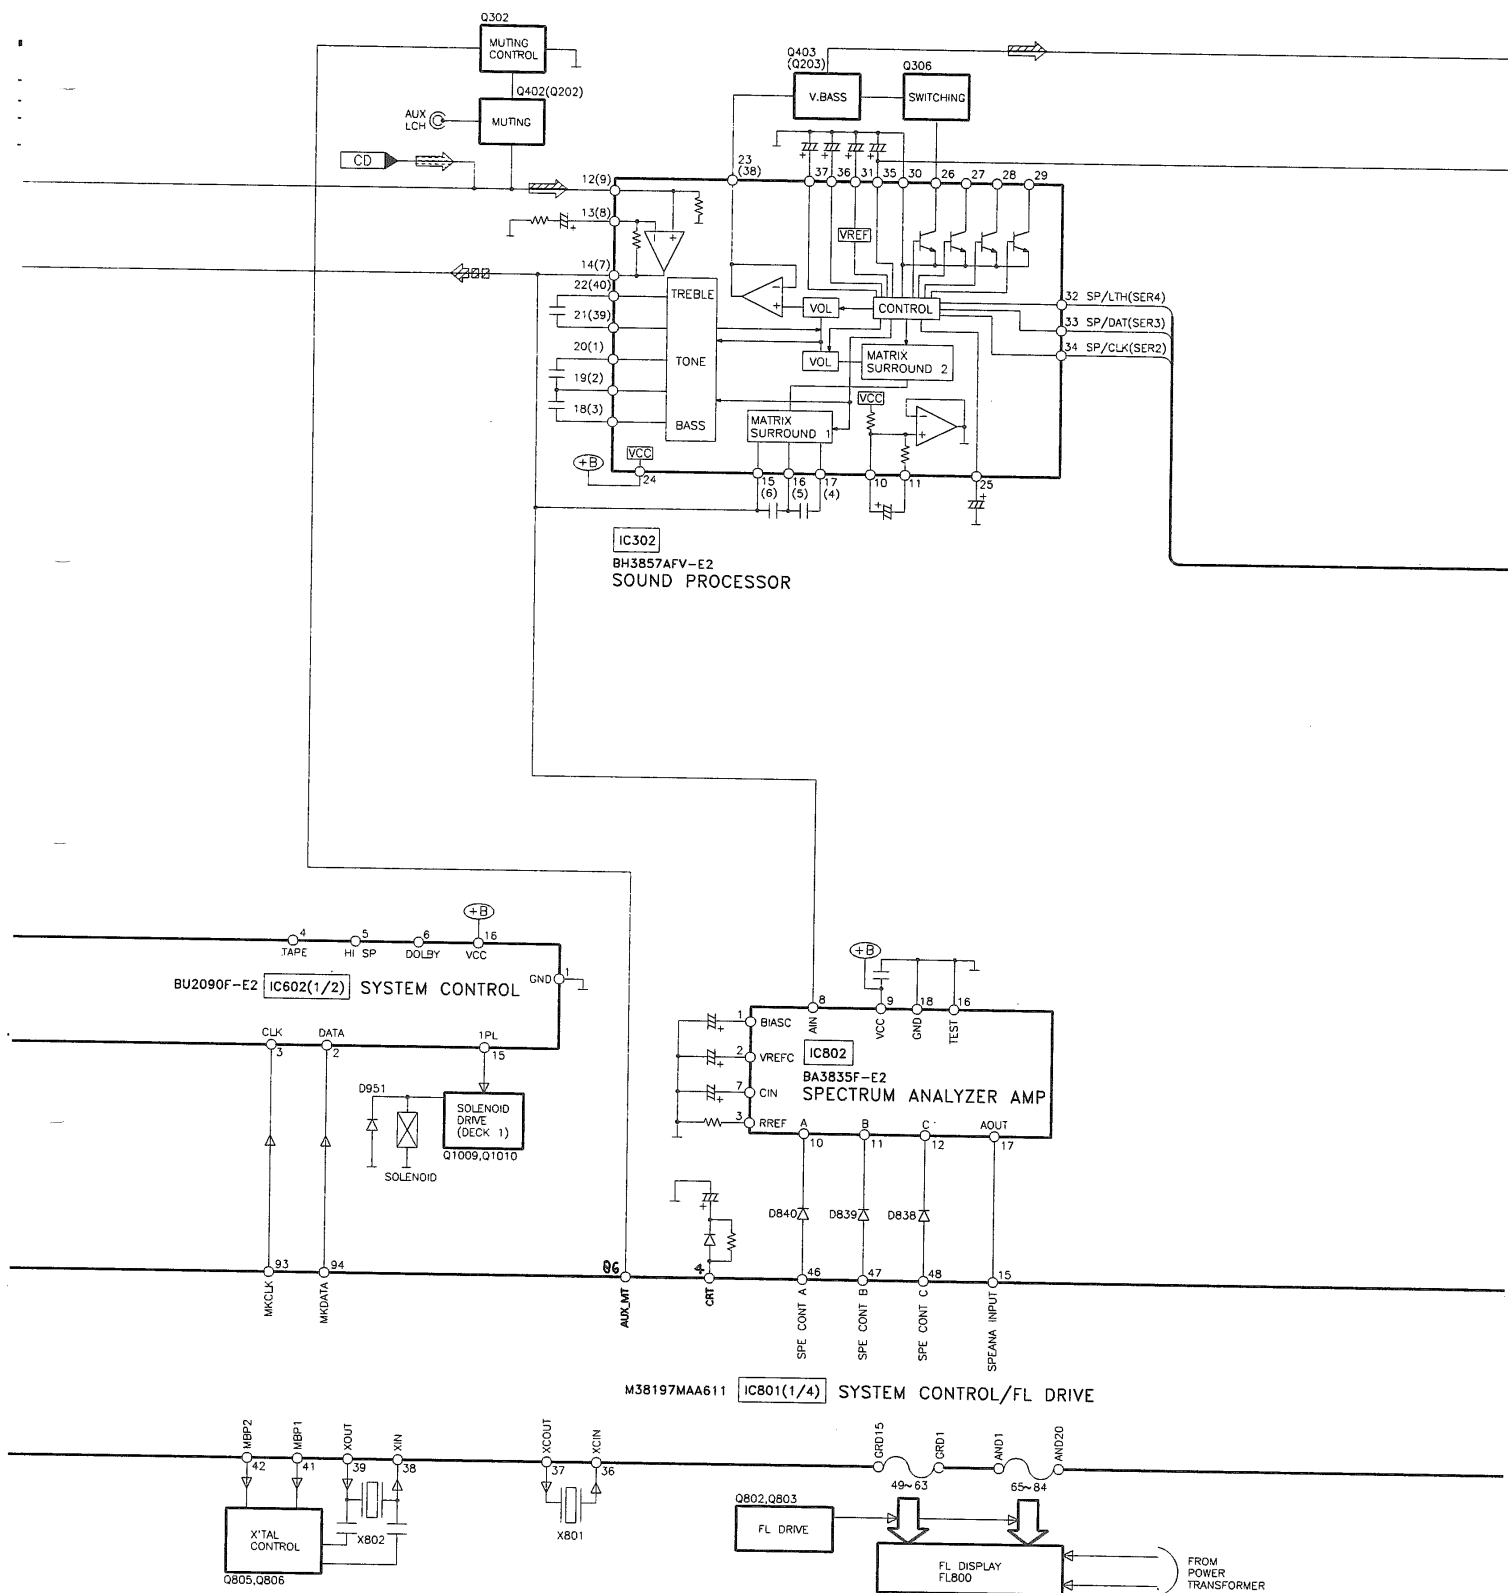 Q302
MUTING
CONTROL
Q402(Q202)
MUTING
AUX
LCH
CD
Q403
(Q203)
V.BASS
Q306
SWITCHING
23
(38)
37
36
31
35
30
26
27
28
29
12(9)
13(8)
14(7)
22(40)
21(39)
20(1)
19(2)
18(3)
VREF
TREBLE
TONE
BASS
VOL
CONTROL
VOL
MATRIX
SURROUND 2
MATRIX
SURROUND 1
VCC
32 SP/LTH(SER4)
33 SP/DAT(SER3)
34 SP/CLK(SER2)
+B
VCC
24
15
(6)
16
(5)
17
(4)
10
11
25
IC302
BH3857AFV-E2
SOUND PROCESSOR
+B
4
5
6
16
TAPE
HI SP
DOLBY
VCC
BU2090F-E2 IC602(1/2) SYSTEM CONTROL
GND
1
CLK
DATA
1PL
3
2
15
D951
SOLENOID
DRIVE
(DECK 1)
Q1009,Q1010
SOLENOID
+B
8
9
18
16
AIN
VCC
GND
TEST
1 BIASC
2 VREFC
7 CIN
3 RREF
IC802
BA3835F-E2
SPECTRUM ANALYZER AMP
A
B
C
AOUT
10
11
12
17
D840
D839
D838
93
94
4
46
47
48
15
MKCLK
MKDATA
AUX_MT
CRT
SPE CONT A
SPE CONT B
SPE CONT C
SPEANA INPUT
M38197MAA611 IC801(1/4) SYSTEM CONTROL/FL DRIVE
MBP2
MBP1
XOUT
XIN
XCOUT
XCIN
GRD15
GRD1
AND1
AND20
42
41
39
38
37
36
49~63
65~84
X'TAL
CONTROL
Q805,Q806
X802
X801
Q802,Q803
FL DRIVE
FL DISPLAY
FL800
FROM
POWER
TRANSFORMER